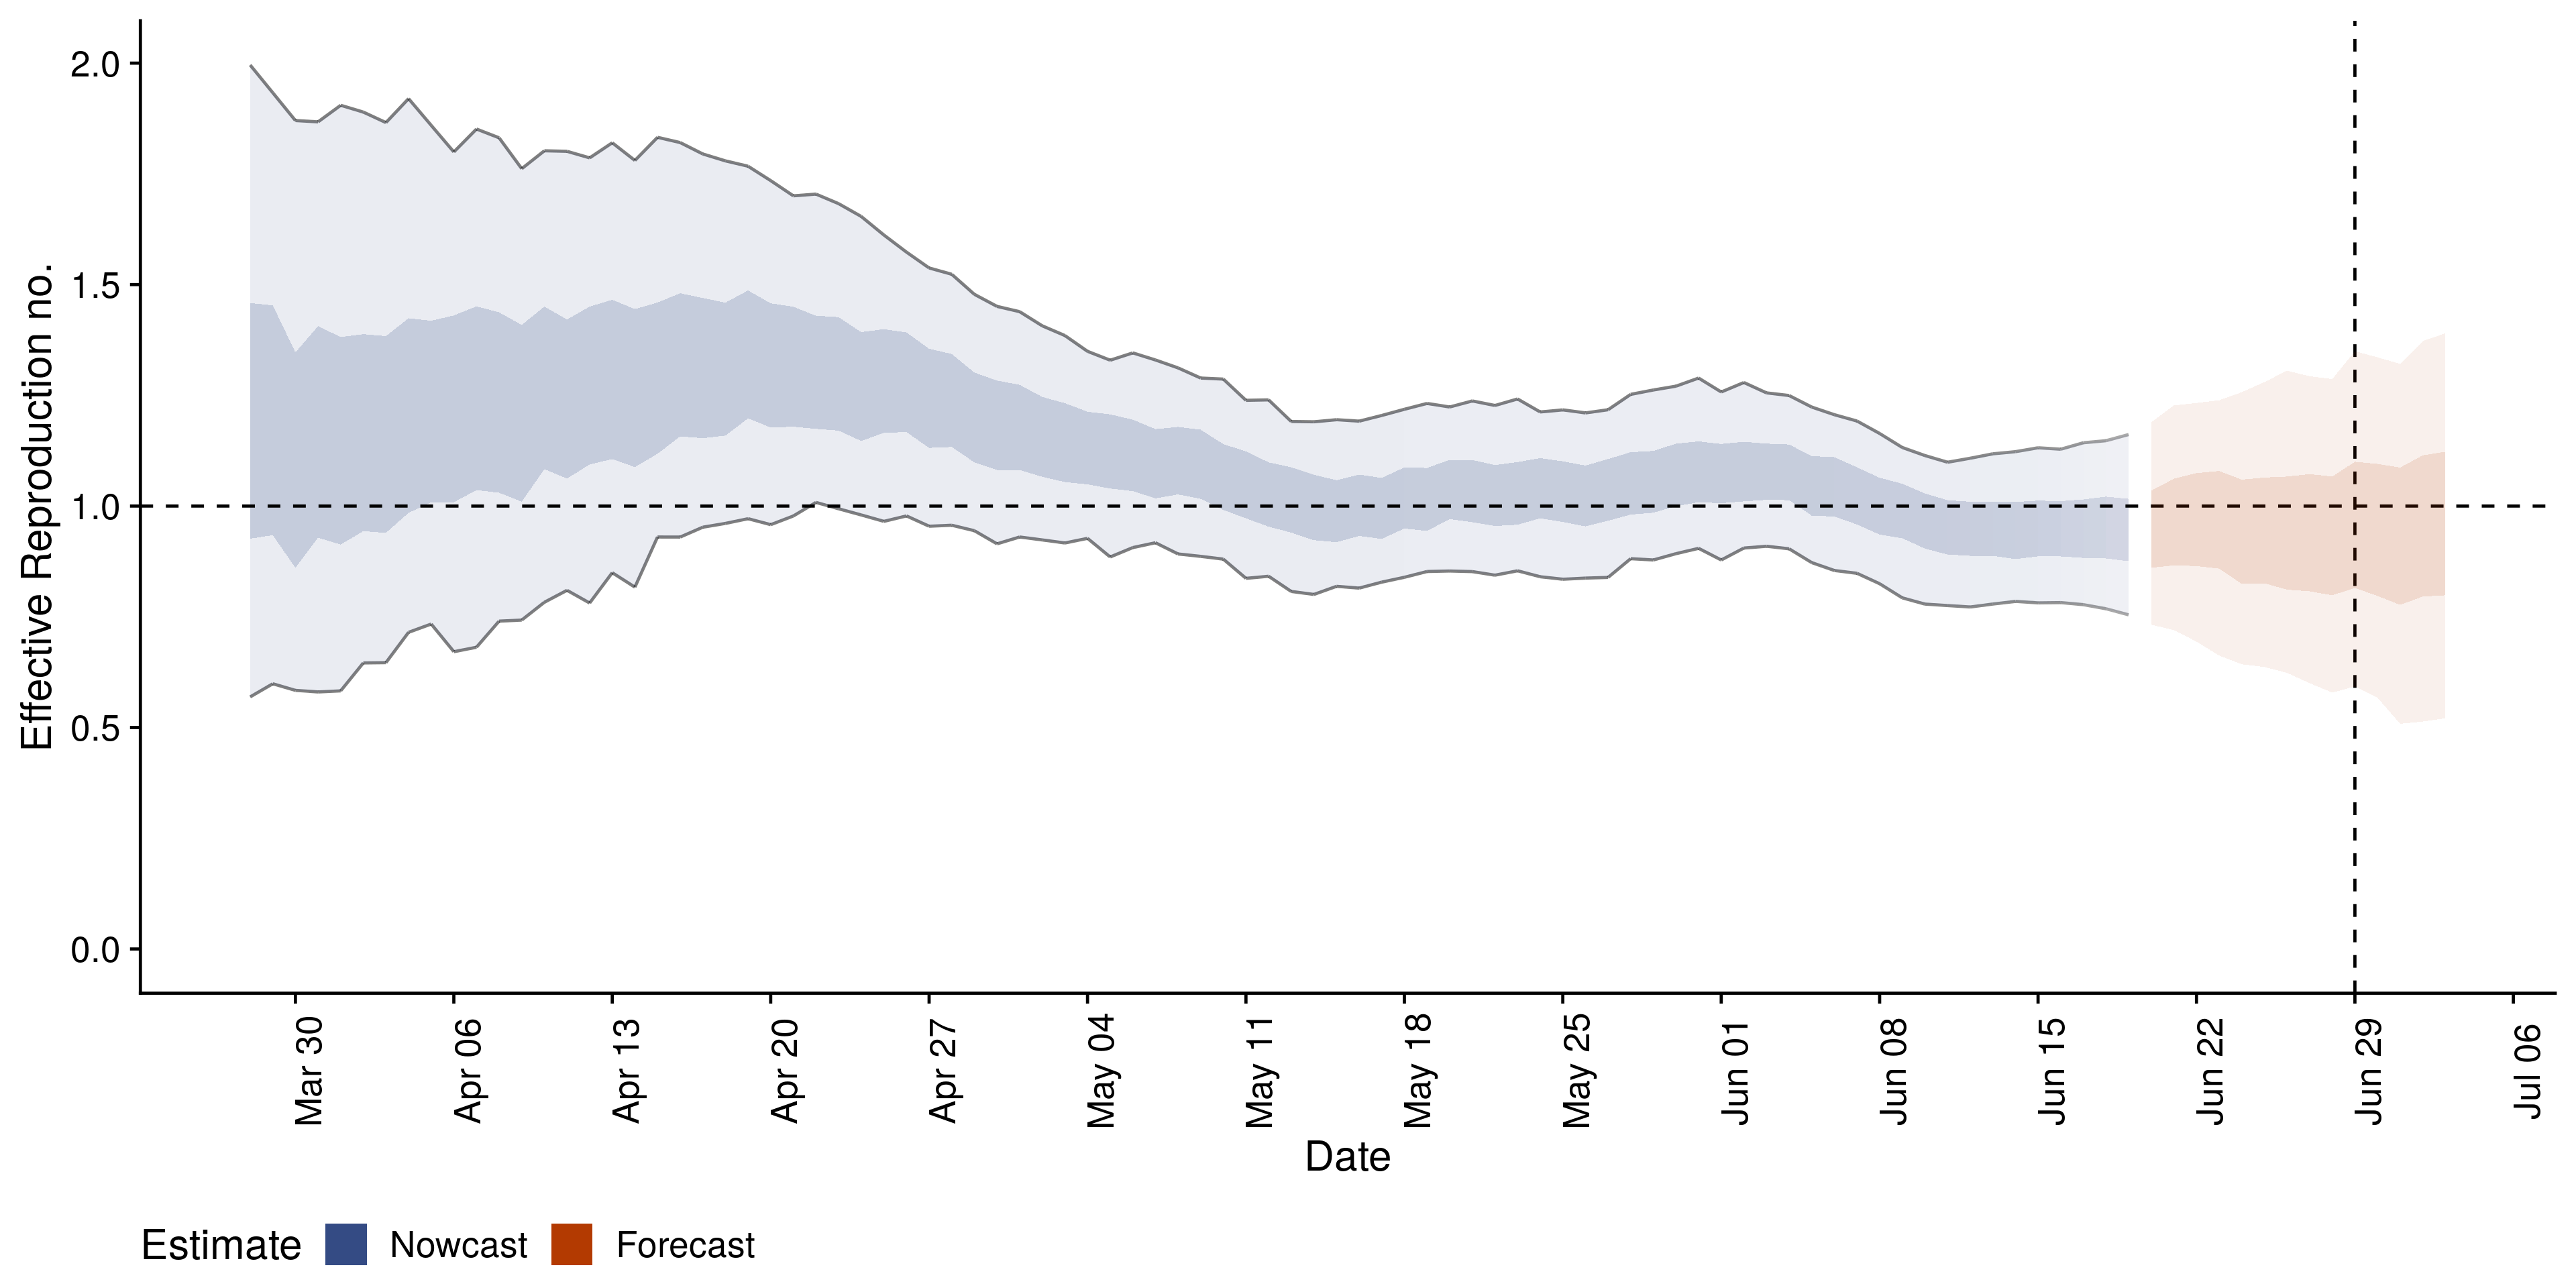 Effective Reproduction no.
2.0
1.5
1.0
0.5
0.0
Mar 30
Apr 06
Apr 13
Apr 20
Apr 27
May 04
May 11
May 18
May 25
Jun 01
Jun 08
Jun 15
Jun 22
Jun 29
Jul 06
Date
Estimate Nowcast Forecast